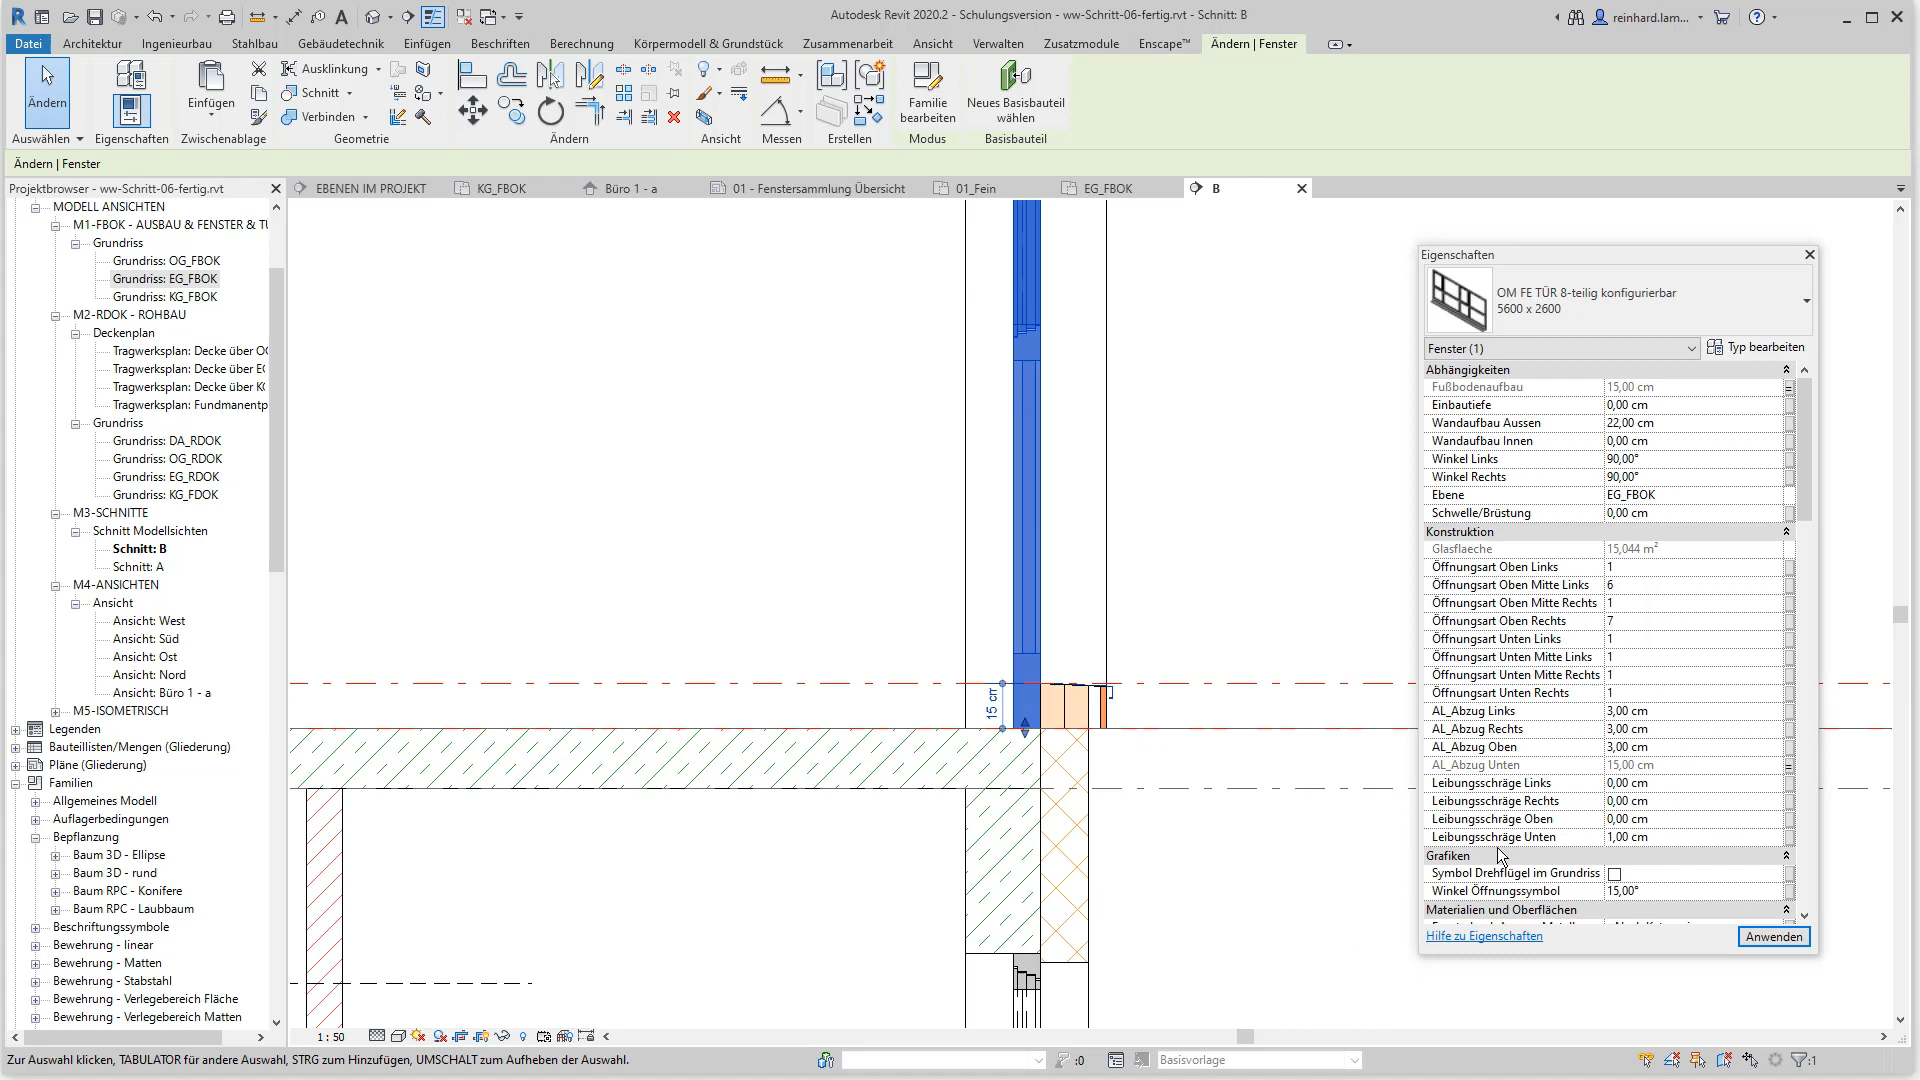 Autodesk Revit 2020.2 - Schulungsversion - ww-Schritt-06-fertig.rvt - Schnitt: B
reinhard.lam...
Datei Architektur Ingenieurbau Stahlbau Gebäudetechnik Einfügen Beschriften Berechnung Körpermodell & Grundstück Zusammenarbeit Ansicht Verwalten Zusatzmodule Enscape™ Ändern | Fenster
Ändern
Einfügen
Ausklinkung
Schnitt
Verbinden
Familie bearbeiten
Neues Basisbauteil wählen
Auswählen Eigenschaften Zwischenablage Geometrie Ändern Ansicht Messen Erstellen Modus Basisbauteil
Ändern | Fenster
Projektbrowser - ww-Schritt-06-fertig.rvt
EBENEN IM PROJEKT KG_FBOK Büro 1 - a 01 - Fenstersammlung Übersicht 01_Fein EG_FBOK B
MODELL ANSICHTEN
M1-FBOK - AUSBAU & FENSTER & TÜ
Grundriss
Grundriss: OG_FBOK
Grundriss: EG_FBOK
Grundriss: KG_FBOK
M2-RDOK - ROHBAU
Deckenplan
Tragwerksplan: Decke über OG
Tragwerksplan: Decke über EG
Tragwerksplan: Decke über KG
Tragwerksplan: Fundmanentp
Grundriss
Grundriss: DA_RDOK
Grundriss: OG_RDOK
Grundriss: EG_RDOK
Grundriss: KG_FDOK
M3-SCHNITTE
Schnitt Modellsichten
Schnitt: B
Schnitt: A
M4-ANSICHTEN
Ansicht
Ansicht: West
Ansicht: Süd
Ansicht: Ost
Ansicht: Nord
Ansicht: Büro 1 - a
M5-ISOMETRISCH
Legenden
Bauteillisten/Mengen (Gliederung)
Pläne (Gliederung)
Familien
Allgemeines Modell
Auflagerbedingungen
Bepflanzung
Baum 3D - Ellipse
Baum 3D - rund
Baum RPC - Konifere
Baum RPC - Laubbaum
Beschriftungssymbole
Bewehrung - linear
Bewehrung - Matten
Bewehrung - Stabstahl
Bewehrung - Verlegebereich Fläche
Bewehrung - Verlegebereich Matten
15 cm
Eigenschaften
OM FE TÜR 8-teilig konfigurierbar
5600 x 2600
Fenster (1) Typ bearbeiten
Abhängigkeiten
Fußbodenaufbau 15,00 cm
Einbautiefe 0,00 cm
Wandaufbau Aussen 22,00 cm
Wandaufbau Innen 0,00 cm
Winkel Links 90,00°
Winkel Rechts 90,00°
Ebene EG_FBOK
Schwelle/Brüstung 0,00 cm
Konstruktion
Glasflaeche 15,044 m²
Öffnungsart Oben Links 1
Öffnungsart Oben Mitte Links 6
Öffnungsart Oben Mitte Rechts 1
Öffnungsart Oben Rechts 7
Öffnungsart Unten Links 1
Öffnungsart Unten Mitte Links 1
Öffnungsart Unten Mitte Rechts 1
Öffnungsart Unten Rechts 1
AL_Abzug Links 3,00 cm
AL_Abzug Rechts 3,00 cm
AL_Abzug Oben 3,00 cm
AL_Abzug Unten 15,00 cm
Leibungsschräge Links 0,00 cm
Leibungsschräge Rechts 0,00 cm
Leibungsschräge Oben 0,00 cm
Leibungsschräge Unten 1,00 cm
Grafiken
Symbol Drehflügel im Grundriss
Winkel Öffnungssymbol 15,00°
Materialien und Oberflächen
Hilfe zu Eigenschaften Anwenden
1 : 50
Zur Auswahl klicken, TABULATOR für andere Auswahl, STRG zum Hinzufügen, UMSCHALT zum Aufheben der Auswahl. :0 Basisvorlage :1